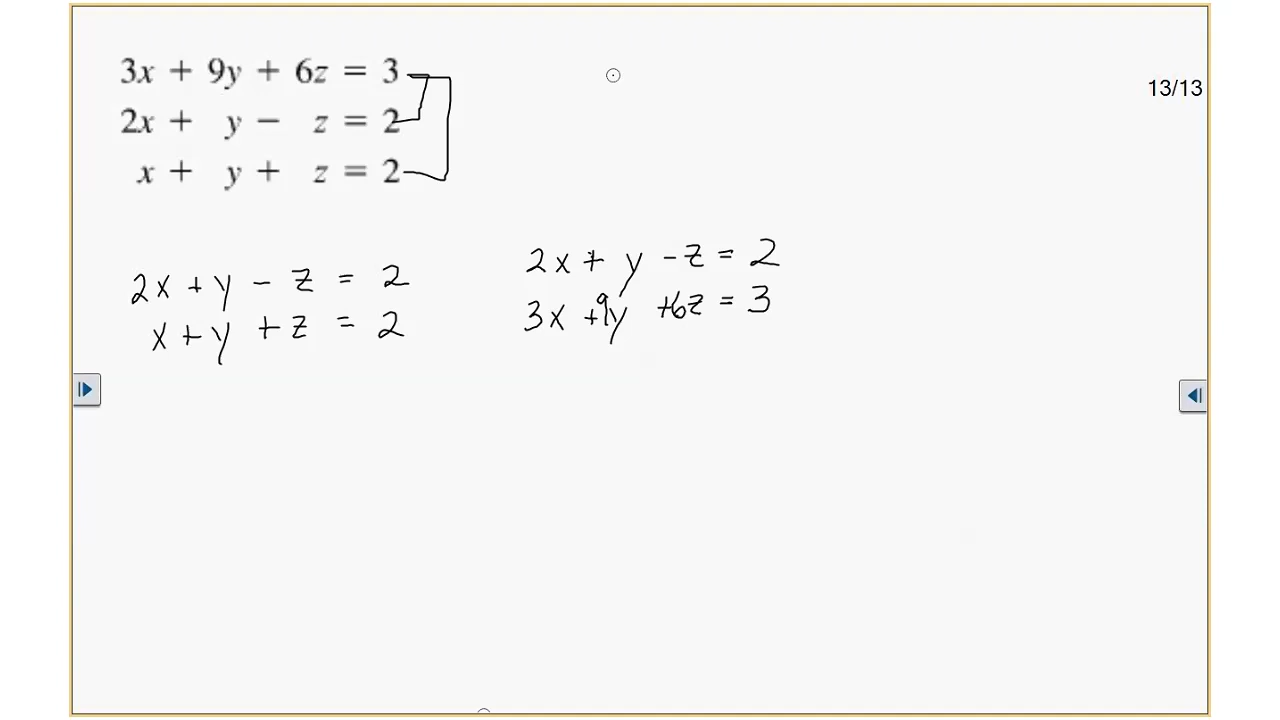 3x + 9y + 6z = 3
13/13
2x + y - z = 2
x + y + z = 2
2x + y - z = 2
x + y + z = 2
2x + y - z = 2
3x + 9y + 6z = 3